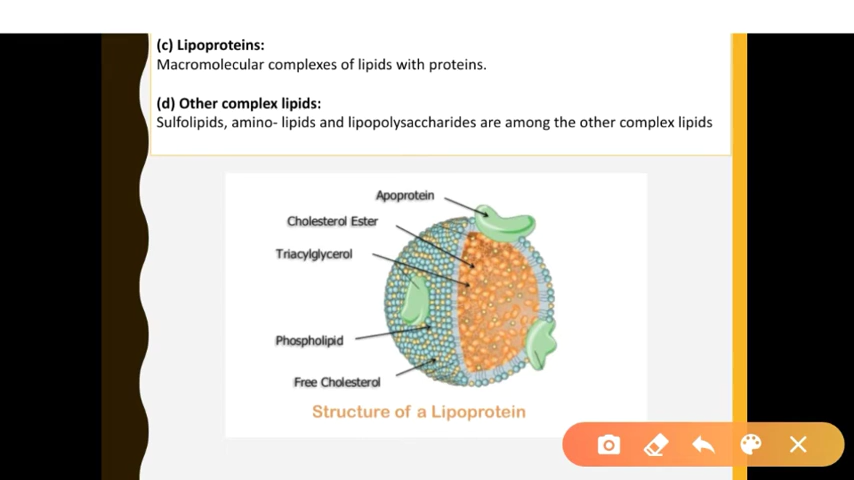 (c) Lipoproteins:
Macromolecular complexes of lipids with proteins.
(d) Other complex lipids:
Sulfolipids, amino- lipids and lipopolysaccharides are among the other complex lipids
Apoprotein
Cholesterol Ester
Triacylglycerol
Phospholipid
Free Cholesterol
Structure of a Lipoprotein